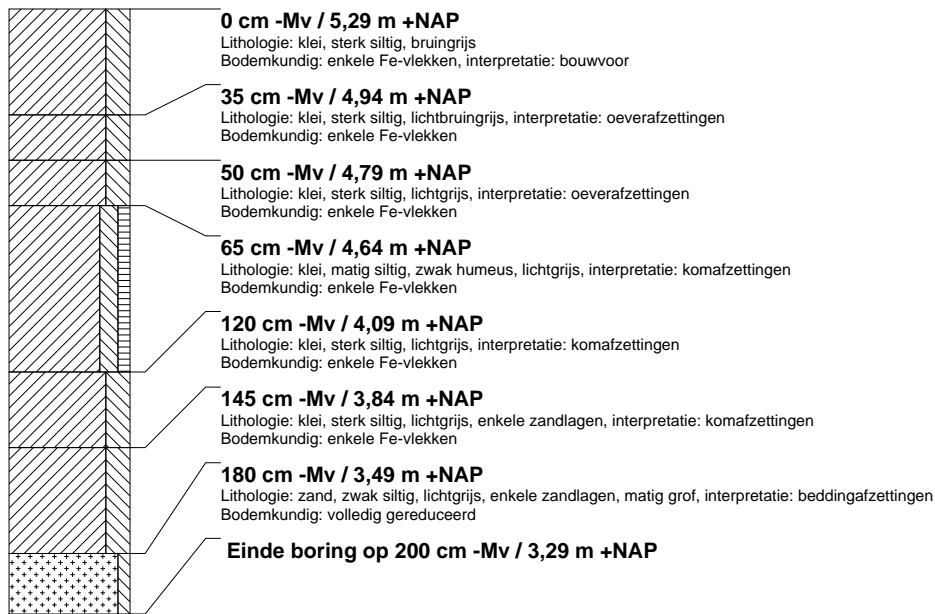 0 cm -Mv / 5,29 m +NAP
Lithologie: klei, sterk siltig, bruingrijs
Bodemkundig: enkele Fe-vlekken, interpretatie: bouwvoor
35 cm -Mv / 4,94 m +NAP
Lithologie: klei, sterk siltig, lichtbruingrijs, interpretatie: oeverafzettingen
Bodemkundig: enkele Fe-vlekken
50 cm -Mv / 4,79 m +NAP
Lithologie: klei, sterk siltig, lichtgrijs, interpretatie: oeverafzettingen
Bodemkundig: enkele Fe-vlekken
65 cm -Mv / 4,64 m +NAP
Lithologie: klei, matig siltig, zwak humeus, lichtgrijs, interpretatie: komafzettingen
Bodemkundig: enkele Fe-vlekken
120 cm -Mv / 4,09 m +NAP
Lithologie: klei, sterk siltig, lichtgrijs, interpretatie: komafzettingen
Bodemkundig: enkele Fe-vlekken
145 cm -Mv / 3,84 m +NAP
Lithologie: klei, sterk siltig, lichtgrijs, enkele zandlagen, interpretatie: komafzettingen
Bodemkundig: enkele Fe-vlekken
180 cm -Mv / 3,49 m +NAP
Lithologie: zand, zwak siltig, lichtgrijs, enkele zandlagen, matig grof, interpretatie: beddingafzettingen
Bodemkundig: volledig gereduceerd
Einde boring op 200 cm -Mv / 3,29 m +NAP